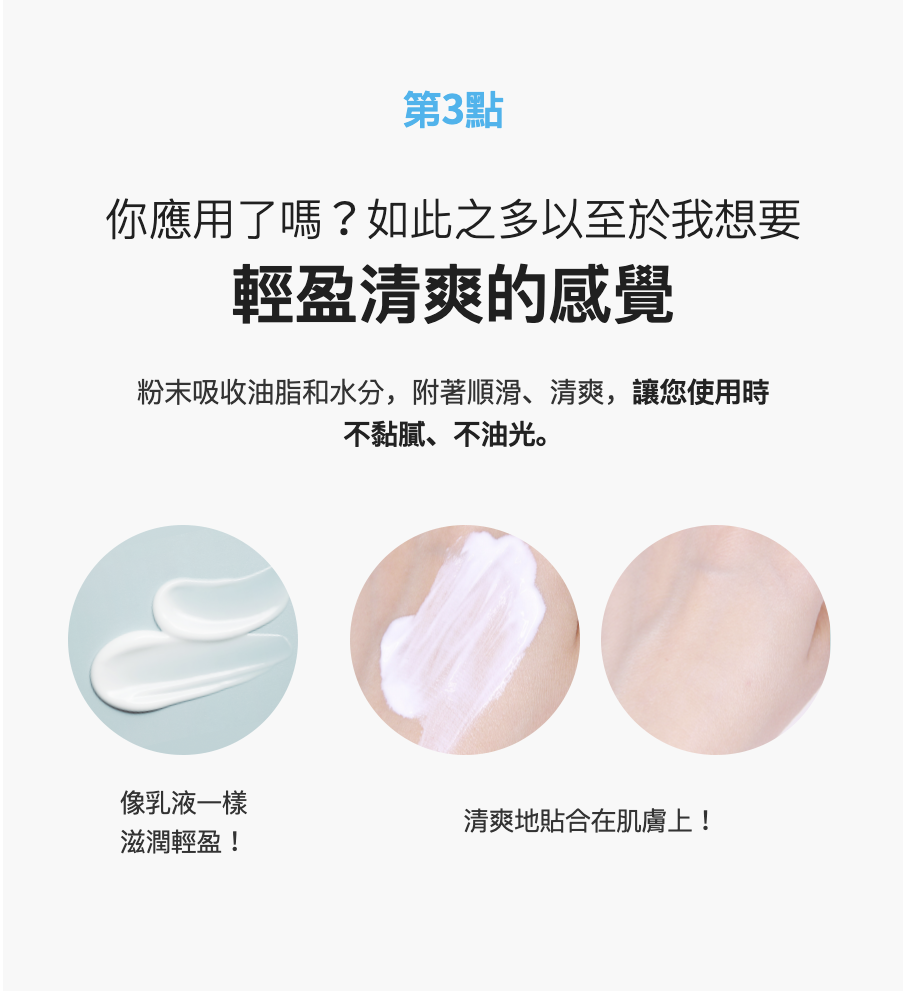 第3點
你應用了嗎？如此之多以至於我想要
輕盈清爽的感覺
粉末吸收油脂和水分，附著順滑、清爽，讓您使用時
不黏膩、不油光。
像乳液一樣
滋潤輕盈！
清爽地貼合在肌膚上！